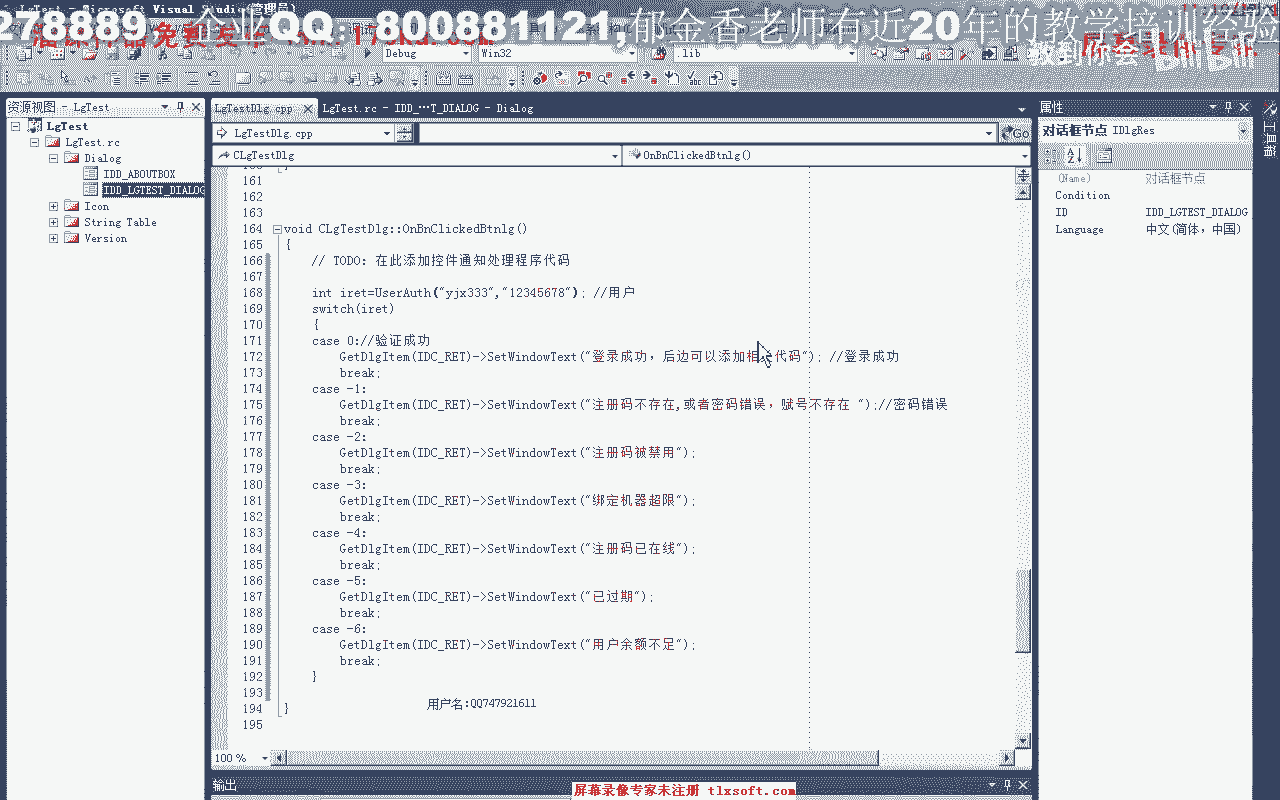 278889
企业QQ：800881121,郁金香老师有近20年的教学培训经验
教到你会 bilibili
LgTest - Microsoft Visual Studio(管理员)
Debug
Win32
.lib
资源视图 - LgTest
LgTestDlg.cpp
LgTest.rc - IDD_⋯T_DIALOG - Dialog
属性
LgTest
LgTestDlg.cpp
Go
对话框节点 IDlgRes
工具箱
LgTest.rc
CLgTestDlg
OnBnClickedBtnlg()
Dialog
IDD_ABOUTBOX
(Name) 对话框节点
IDD_LGTEST_DIALOG
Condition
Icon
ID IDD_LGTEST_DIALOG
String Table
Language 中文(简体，中国)
Version
161
162
163
164 void CLgTestDlg::OnBnClickedBtnlg()
165 {
166 // TODO: 在此添加控件通知处理程序代码
167
168 int iret=UserAuth("yjx333","12345678"); //用户
169 switch(iret)
170 {
171 case 0://验证成功
172 GetDlgItem(IDC_RET)->SetWindowText("登录成功，后边可以添加相 代码"); //登录成功
173 break;
174 case -1:
175 GetDlgItem(IDC_RET)->SetWindowText("注册码不存在,或者密码错误，赋号不存在 ");//密码错误
176 break;
177 case -2:
178 GetDlgItem(IDC_RET)->SetWindowText("注册码被禁用");
179 break;
180 case -3:
181 GetDlgItem(IDC_RET)->SetWindowText("绑定机器超限");
182 break;
183 case -4:
184 GetDlgItem(IDC_RET)->SetWindowText("注册码已在线");
185 break;
186 case -5:
187 GetDlgItem(IDC_RET)->SetWindowText("已过期");
188 break;
189 case -6:
190 GetDlgItem(IDC_RET)->SetWindowText("用户余额不足");
191 break;
192 }
193
194 }
用户名:QQ747921611
195
100 %
输出
屏幕录像专家未注册 tlxsoft.com